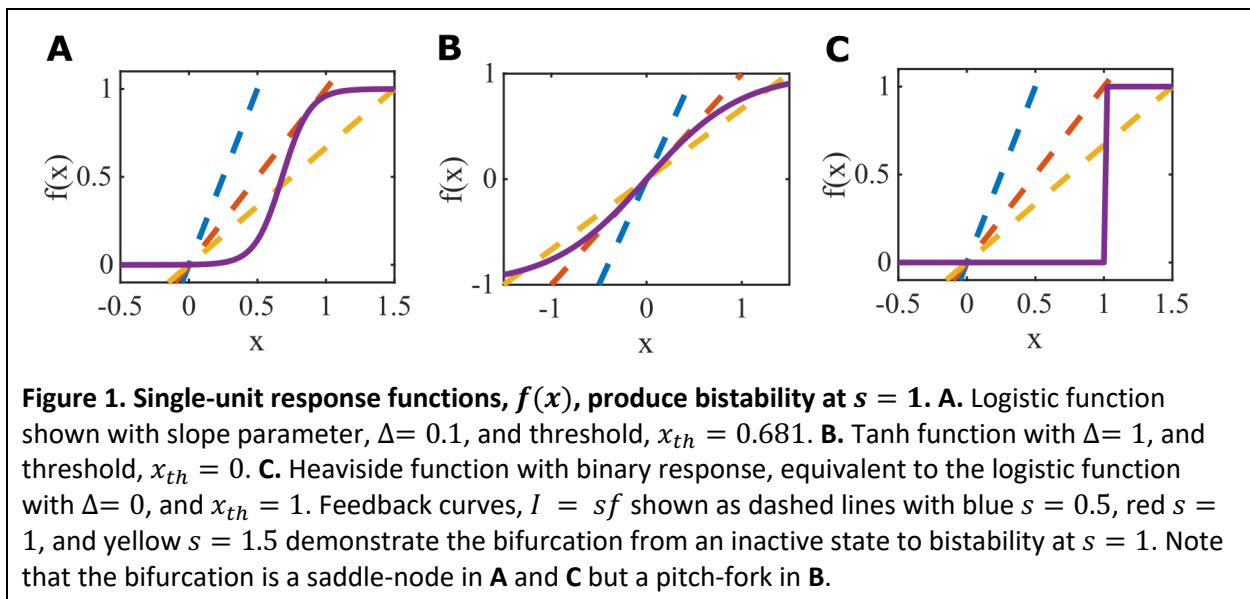 A
B
C
1
0.5
0
f(x)
-0.5
0
0.5
1
1.5
x
1
0
-1
f(x)
-1
0
1
x
1
0.5
0
f(x)
-0.5
0
0.5
1
1.5
x
Figure 1. Single-unit response functions, f(x), produce bistability at s = 1. A. Logistic function
shown with slope parameter, Δ= 0.1, and threshold, x_th = 0.681. B. Tanh function with Δ= 1, and
threshold, x_th = 0. C. Heaviside function with binary response, equivalent to the logistic function
with Δ= 0, and x_th = 1. Feedback curves, I = sf shown as dashed lines with blue s = 0.5, red s =
1, and yellow s = 1.5 demonstrate the bifurcation from an inactive state to bistability at s = 1. Note
that the bifurcation is a saddle-node in A and C but a pitch-fork in B.